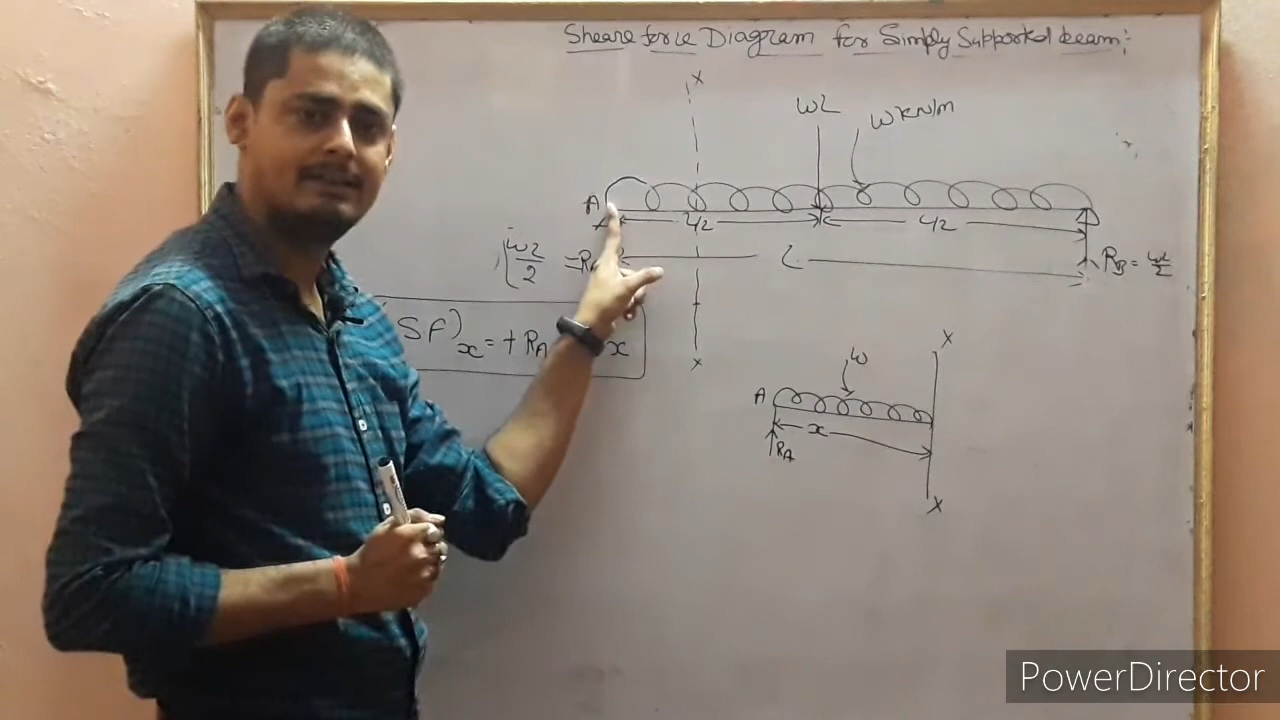 Sheare force Diagram for Simply Supported beam:
x
wL
w kN/m
A
L/2
L/2
wL/2 = RA
L
RB = wL/2
x
(SF)x = + RA x
x
w
A
x
RA
x
PowerDirector